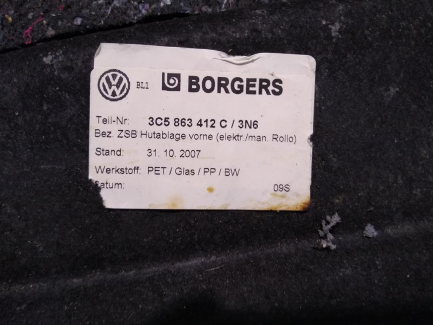 BL1 BORGERS
Teil-Nr: 3C5 863 412 C / 3N6
Bez. ZSB Hutablage vorne (elektr./man. Rollo)
Stand: 31. 10. 2007
Werkstoff: PET / Glas / PP / BW
Datum: 09S